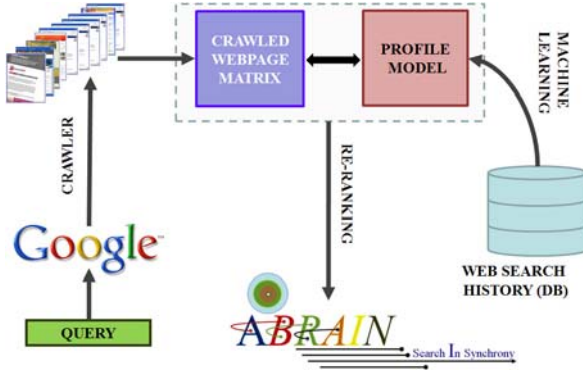 CRAWLED
WEBPAGE
MATRIX
PROFILE
MODEL
MACHINE
LEARNING
CRAWLER
RE-RANKING
Google™
WEB SEARCH
HISTORY (DB)
QUERY
ABRAIN
Search In Synchrony